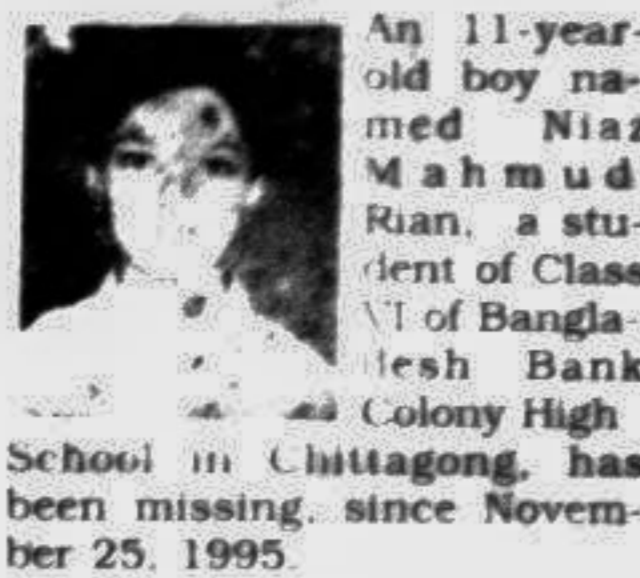 An 11-year-
old boy na-
med Niaz
Mahmud
Rian, a stu-
dent of Class
VI of Bangla-
desh Bank
Colony High
School in Chittagong, has
been missing, since Novem-
ber 25, 1995.